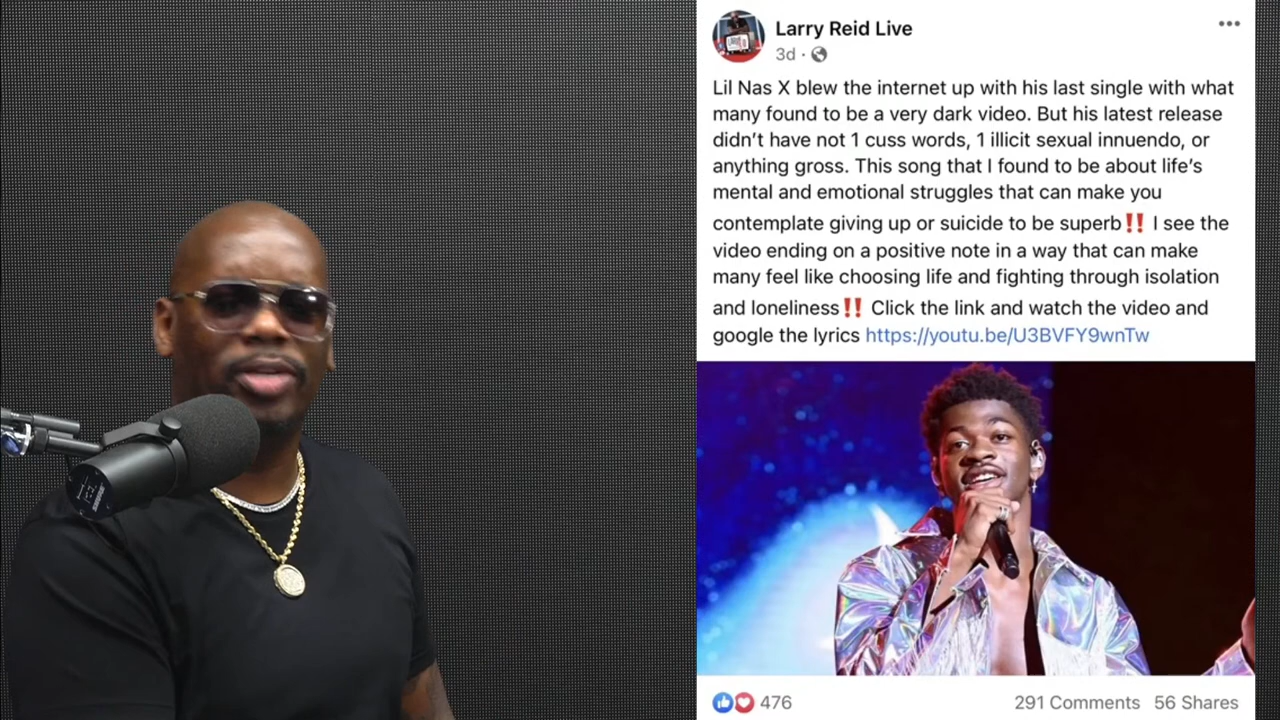 Larry Reid Live
3d ·
Lil Nas X blew the internet up with his last single with what
many found to be a very dark video. But his latest release
didn’t have not 1 cuss words, 1 illicit sexual innuendo, or
anything gross. This song that I found to be about life’s
mental and emotional struggles that can make you
contemplate giving up or suicide to be superb‼️ I see the
video ending on a positive note in a way that can make
many feel like choosing life and fighting through isolation
and loneliness‼️ Click the link and watch the video and
google the lyrics https://youtu.be/U3BVFY9wnTw
476
291 Comments 56 Shares